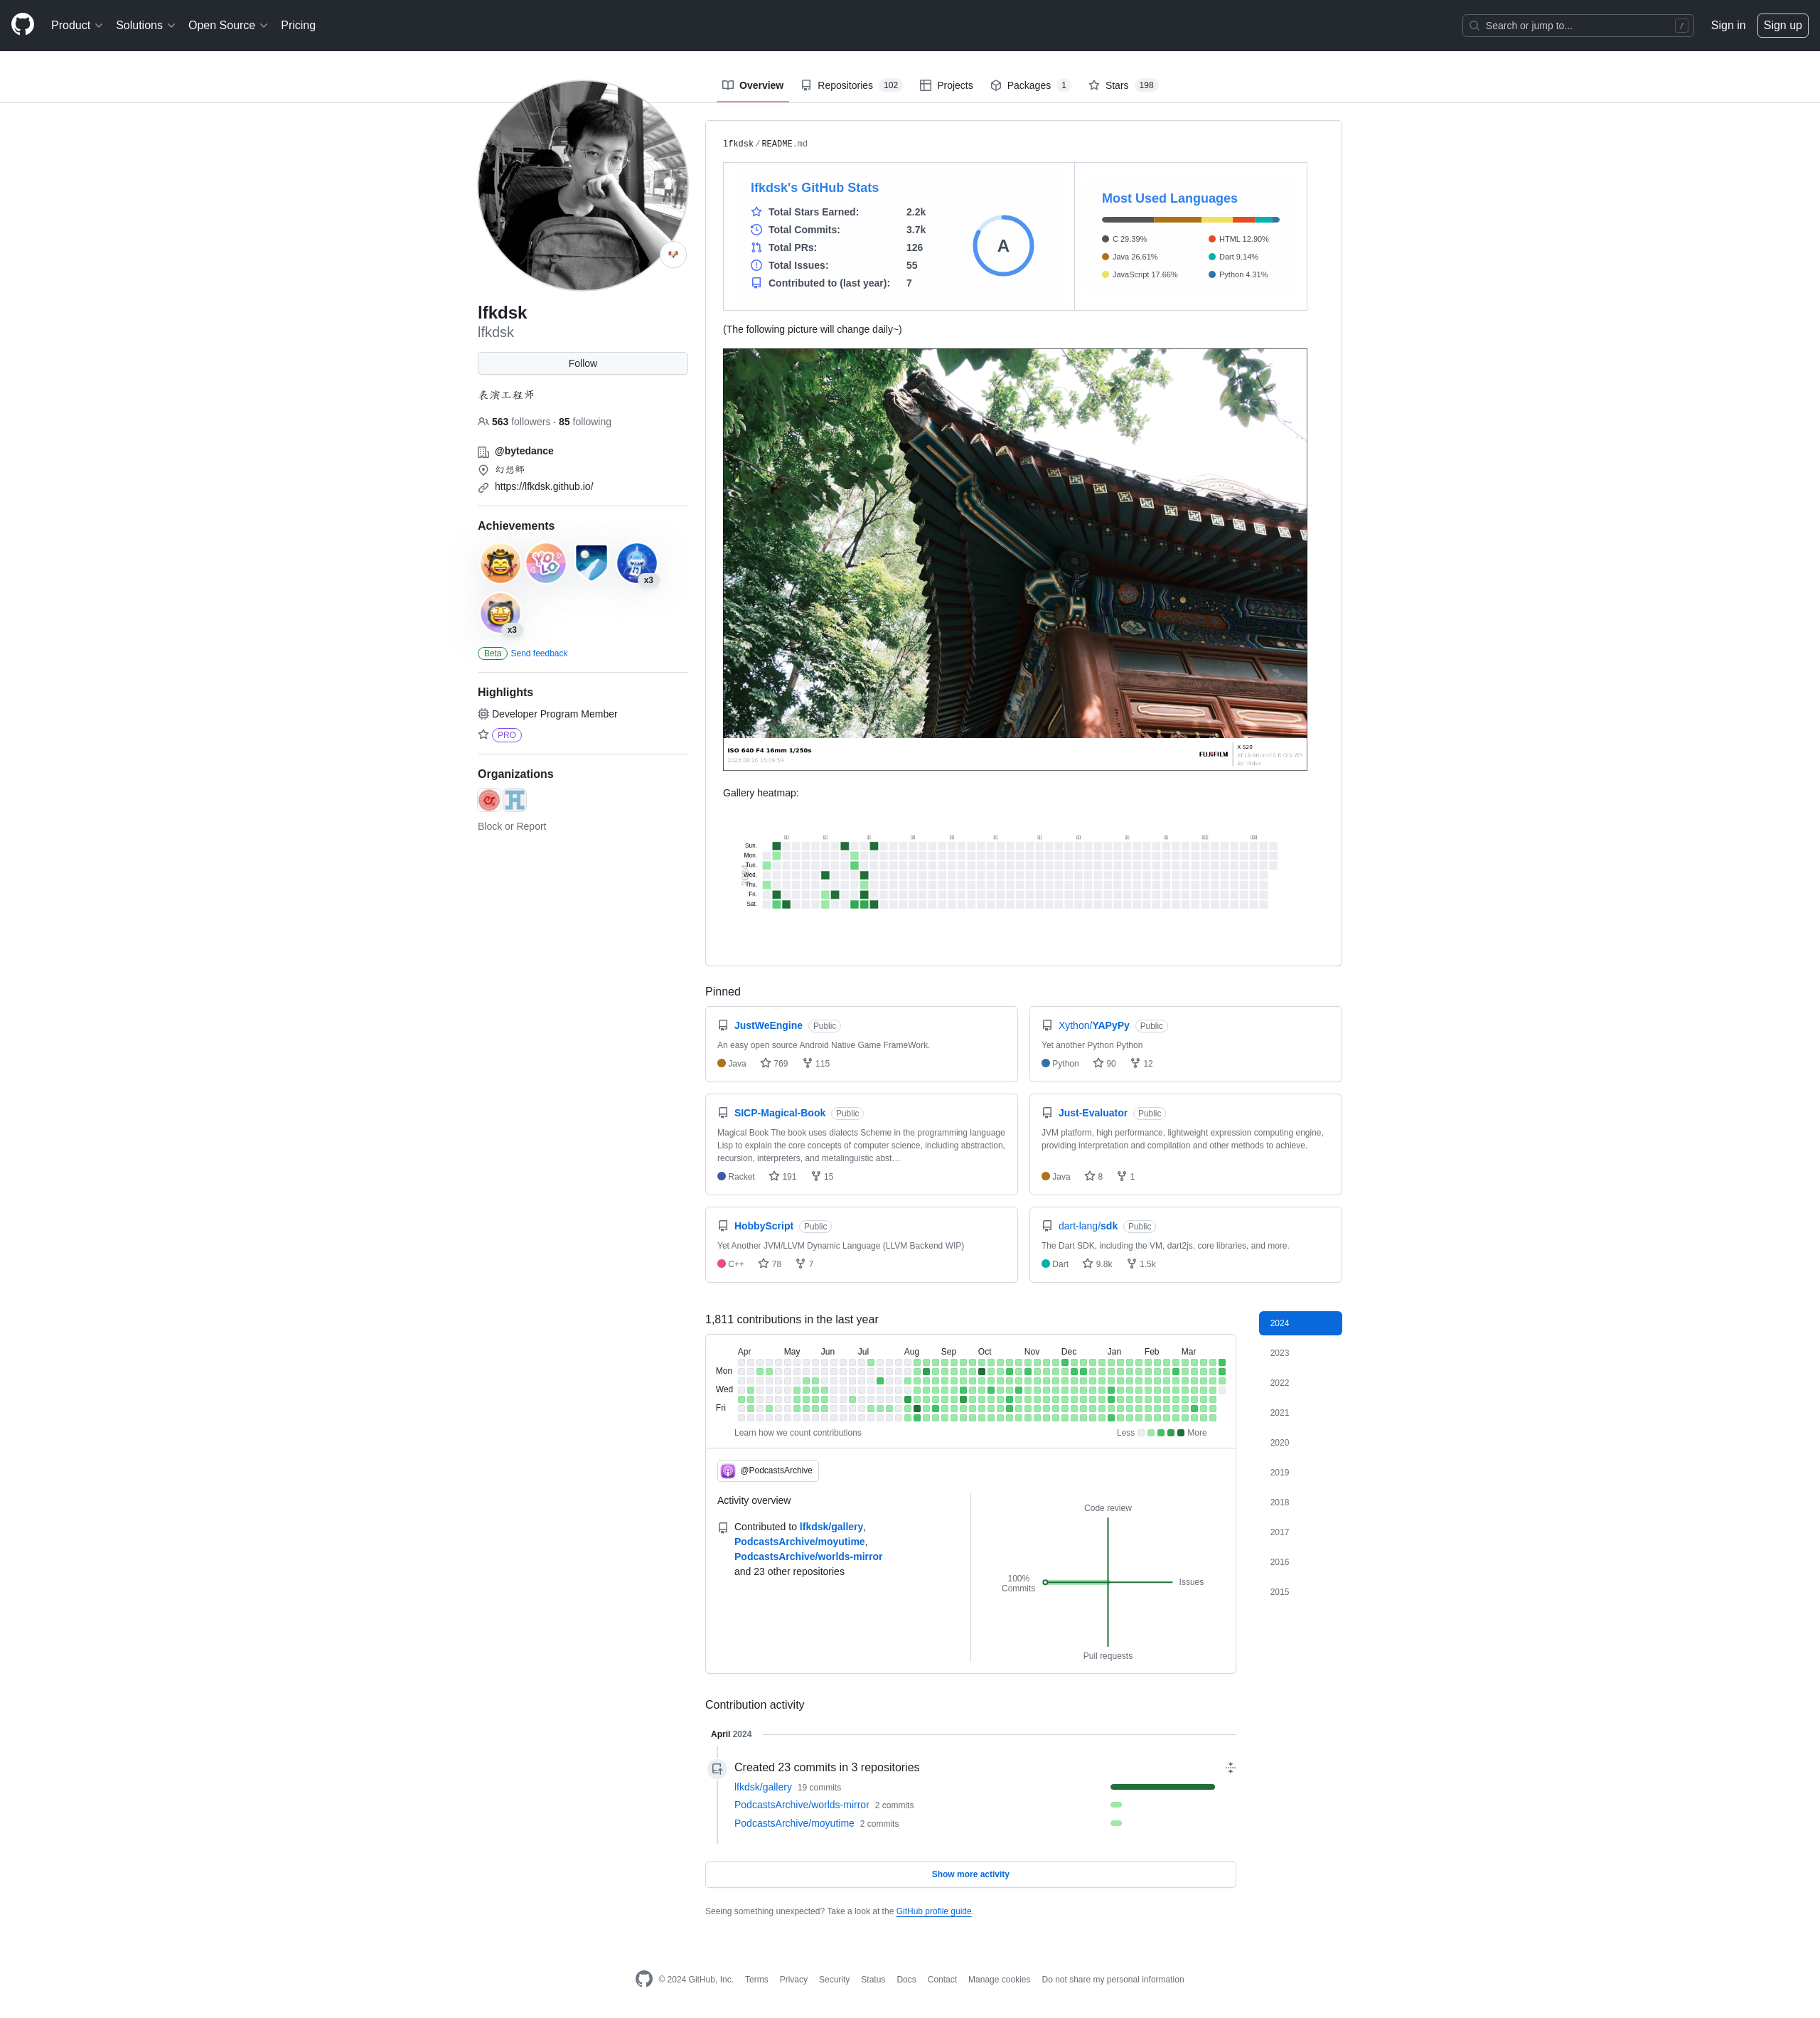 Product
Solutions
Open Source
Pricing
Search or jump to...
/
Sign in
Sign up
Overview
Repositories 102
Projects
Packages 1
Stars 198
lfkdsk
lfkdsk
Follow
表演工程师
563 followers · 85 following
@bytedance
幻想郷
https://lfkdsk.github.io/
Achievements
YOLO
x3
x3
Beta Send feedback
Highlights
Developer Program Member
PRO
Organizations
Block or Report
lfkdsk / README.md
lfkdsk's GitHub Stats
Total Stars Earned: 2.2k
Total Commits: 3.7k
Total PRs: 126
Total Issues: 55
Contributed to (last year): 7
A
Most Used Languages
C 29.39%
HTML 12.90%
Java 26.61%
Dart 9.14%
JavaScript 17.66%
Python 4.31%
(The following picture will change daily~)
ISO 640 F4 16mm 1/250s
FUJIFILM
X-S20
Gallery heatmap:
Sun.
Mon.
Tue.
Wed.
Thu.
Fri.
Sat.
Pinned
JustWeEngine Public
An easy open source Android Native Game FrameWork.
Java 769 115
Xython/YAPyPy Public
Yet another Python Python
Python 90 12
SICP-Magical-Book Public
Magical Book The book uses dialects Scheme in the programming language
Lisp to explain the core concepts of computer science, including abstraction,
recursion, interpreters, and metalinguistic abst…
Racket 191 15
Just-Evaluator Public
JVM platform, high performance, lightweight expression computing engine,
providing interpretation and compilation and other methods to achieve.
Java 8 1
HobbyScript Public
Yet Another JVM/LLVM Dynamic Language (LLVM Backend WIP)
C++ 78 7
dart-lang/sdk Public
The Dart SDK, including the VM, dart2js, core libraries, and more.
Dart 9.8k 1.5k
1,811 contributions in the last year
Apr May Jun Jul Aug Sep Oct Nov Dec Jan Feb Mar
Mon
Wed
Fri
Learn how we count contributions
Less More
@PodcastsArchive
Activity overview
Contributed to lfkdsk/gallery,
PodcastsArchive/moyutime,
PodcastsArchive/worlds-mirror
and 23 other repositories
Code review
100%
Commits
Issues
Pull requests
2024
2023
2022
2021
2020
2019
2018
2017
2016
2015
Contribution activity
April 2024
Created 23 commits in 3 repositories
lfkdsk/gallery 19 commits
PodcastsArchive/worlds-mirror 2 commits
PodcastsArchive/moyutime 2 commits
Show more activity
Seeing something unexpected? Take a look at the GitHub profile guide.
© 2024 GitHub, Inc.
Terms
Privacy
Security
Status
Docs
Contact
Manage cookies
Do not share my personal information